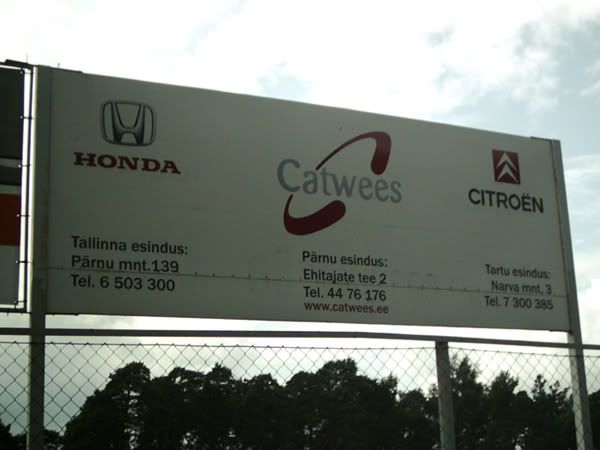 HONDA
Catwees
CITROËN
Tallinna esindus:
Pärnu mnt.139
Tel. 6 503 300
Pärnu esindus:
Ehitajate tee 2
Tel. 44 76 176
www.catwees.ee
Tartu esindus:
Narva mnt. 3
Tel. 7 300 385